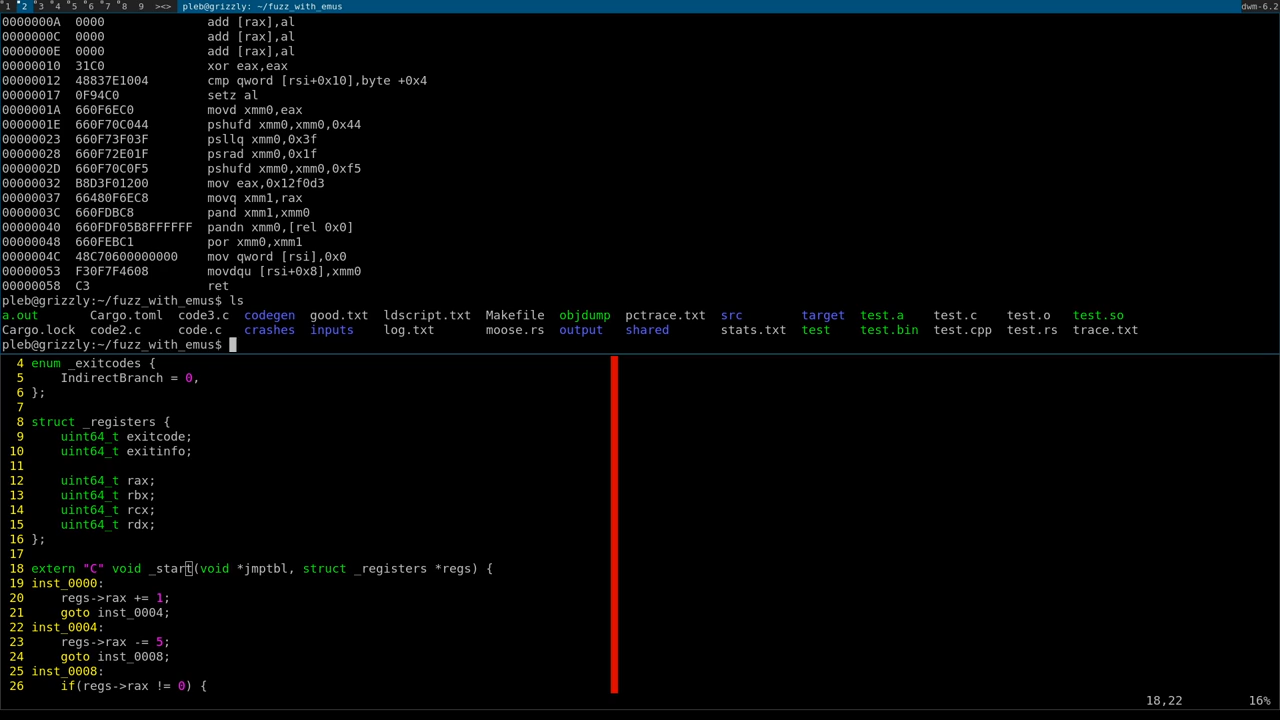 1 2 3 4 5 6 7 8 9 ><> pleb@grizzly: ~/fuzz_with_emus dwm-6.2
0000000A  0000              add [rax],al
0000000C  0000              add [rax],al
0000000E  0000              add [rax],al
00000010  31C0              xor eax,eax
00000012  48837E1004        cmp qword [rsi+0x10],byte +0x4
00000017  0F94C0            setz al
0000001A  660F6EC0          movd xmm0,eax
0000001E  660F70C044        pshufd xmm0,xmm0,0x44
00000023  660F73F03F        psllq xmm0,0x3f
00000028  660F72E01F        psrad xmm0,0x1f
0000002D  660F70C0F5        pshufd xmm0,xmm0,0xf5
00000032  B8D3F01200        mov eax,0x12f0d3
00000037  66480F6EC8        movq xmm1,rax
0000003C  660FDBC8          pand xmm1,xmm0
00000040  660FDF05B8FFFFFF  pandn xmm0,[rel 0x0]
00000048  660FEBC1          por xmm0,xmm1
0000004C  48C70600000000    mov qword [rsi],0x0
00000053  F30F7F4608        movdqu [rsi+0x8],xmm0
00000058  C3                ret
pleb@grizzly:~/fuzz_with_emus$ ls
a.out       Cargo.toml  code3.c  codegen  good.txt  ldscript.txt  Makefile  objdump  pctrace.txt  src        target  test.a    test.c    test.o   test.so
Cargo.lock  code2.c     code.c   crashes  inputs    log.txt       moose.rs  output   shared       stats.txt  test    test.bin  test.cpp  test.rs  trace.txt
pleb@grizzly:~/fuzz_with_emus$
4 enum _exitcodes {
5     IndirectBranch = 0,
6 };
7
8 struct _registers {
9     uint64_t exitcode;
10     uint64_t exitinfo;
11
12     uint64_t rax;
13     uint64_t rbx;
14     uint64_t rcx;
15     uint64_t rdx;
16 };
17
18 extern "C" void _start(void *jmptbl, struct _registers *regs) {
19 inst_0000:
20     regs->rax += 1;
21     goto inst_0004;
22 inst_0004:
23     regs->rax -= 5;
24     goto inst_0008;
25 inst_0008:
26     if(regs->rax != 0) {
18,22 16%